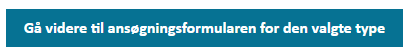 Gå videre til ansøgningsformularen for den valgte type